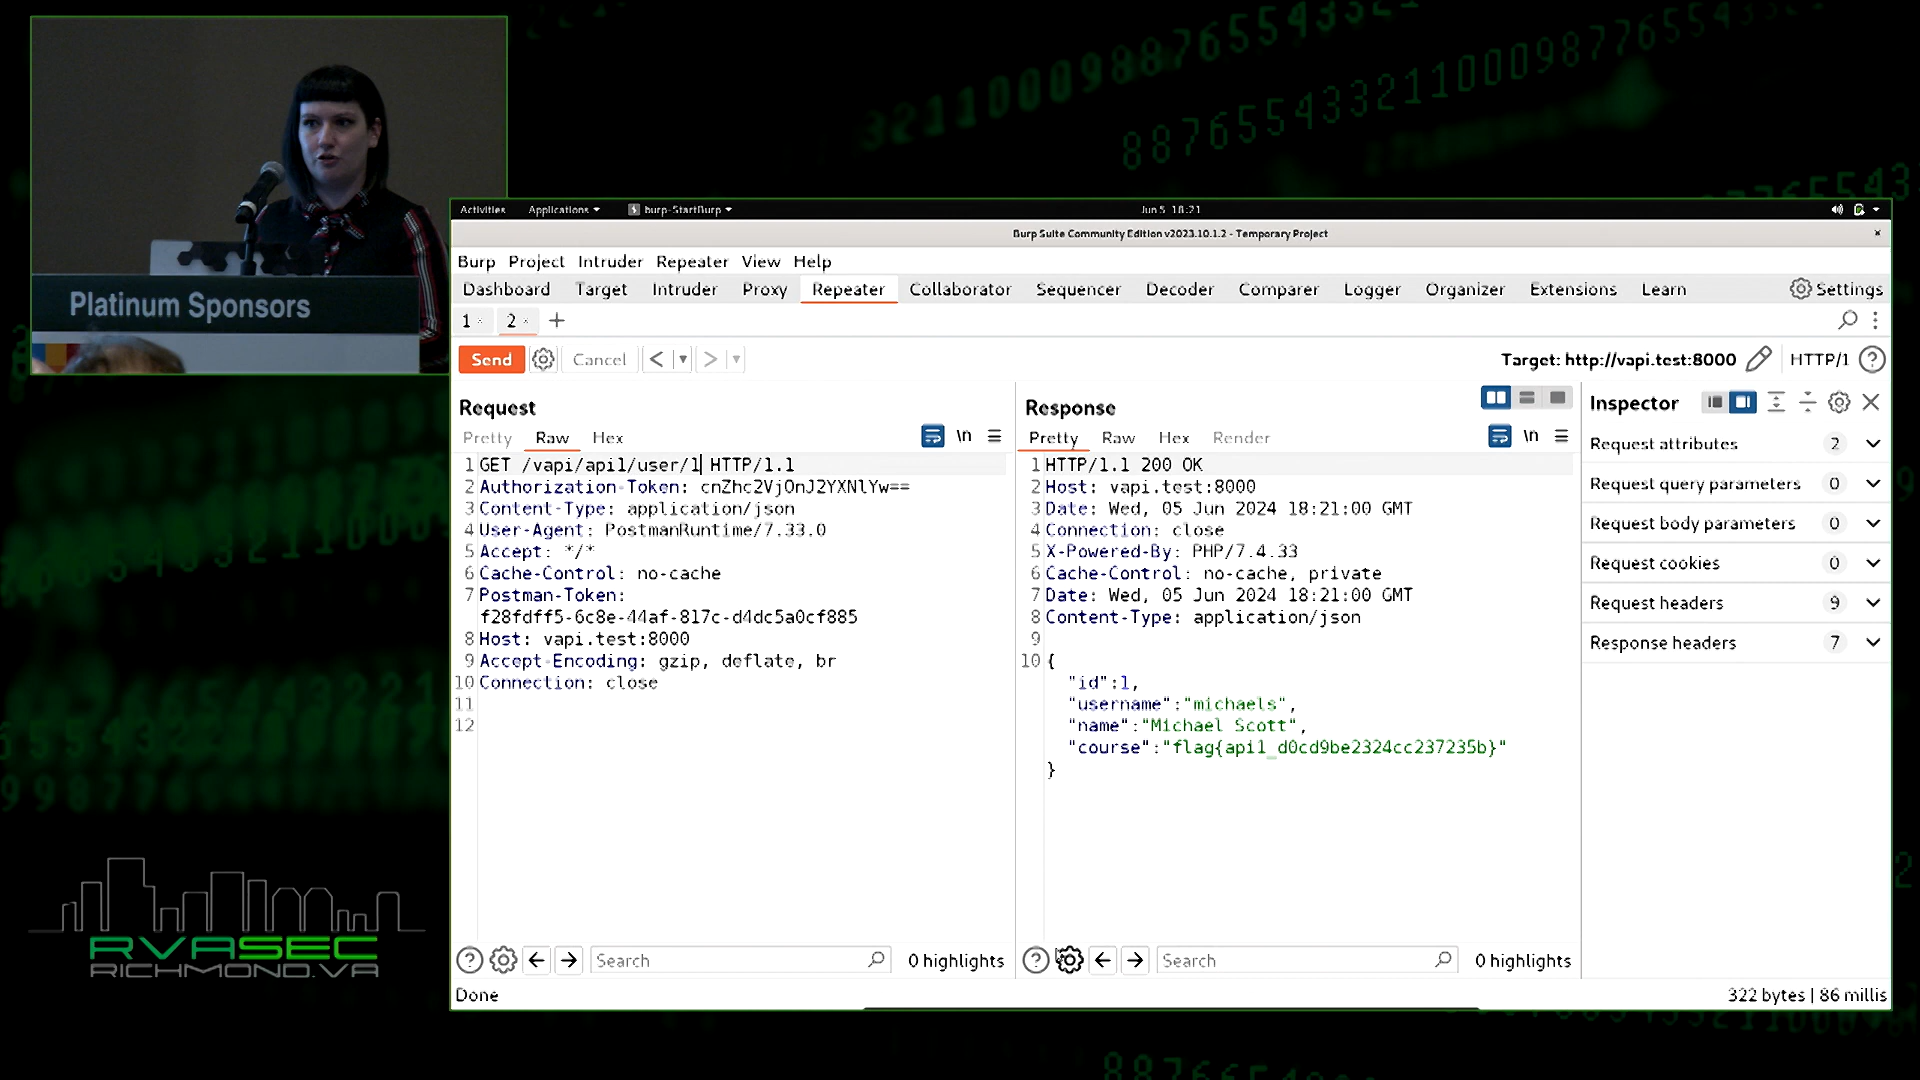 32110009887655433321
8876554333211000988776554333
Platinum Sponsors
Activities Applications burp-StartBurp Jun 5 18:21
Burp Suite Community Edition v2023.10.1.2 - Temporary Project
Burp Project Intruder Repeater View Help
Dashboard Target Intruder Proxy Repeater Collaborator Sequencer Decoder Comparer Logger Organizer Extensions Learn Settings
1 2 +
Send Cancel < > Target: http://vapi.test:8000 HTTP/1 ?
Request
Pretty Raw Hex \n
1 GET /vapi/api1/user/1 HTTP/1.1
2 Authorization-Token: cnZhc2VjOnJ2YXNlYw==
3 Content-Type: application/json
4 User-Agent: PostmanRuntime/7.33.0
5 Accept: */*
6 Cache-Control: no-cache
7 Postman-Token:
f28fdff5-6c8e-44af-817c-d4dc5a0cf885
8 Host: vapi.test:8000
9 Accept-Encoding: gzip, deflate, br
10 Connection: close
11
12
? Search 0 highlights
Response
Pretty Raw Hex Render \n
1 HTTP/1.1 200 OK
2 Host: vapi.test:8000
3 Date: Wed, 05 Jun 2024 18:21:00 GMT
4 Connection: close
5 X-Powered-By: PHP/7.4.33
6 Cache-Control: no-cache, private
7 Date: Wed, 05 Jun 2024 18:21:00 GMT
8 Content-Type: application/json
9
10 {
"id":1,
"username":"michaels",
"name":"Michael Scott",
"course":"flag{api1_d0cd9be2324cc237235b}"
}
? Search 0 highlights
Inspector
Request attributes 2
Request query parameters 0
Request body parameters 0
Request cookies 0
Request headers 9
Response headers 7
Done 322 bytes | 86 millis
RVASEC
RICHMOND.VA